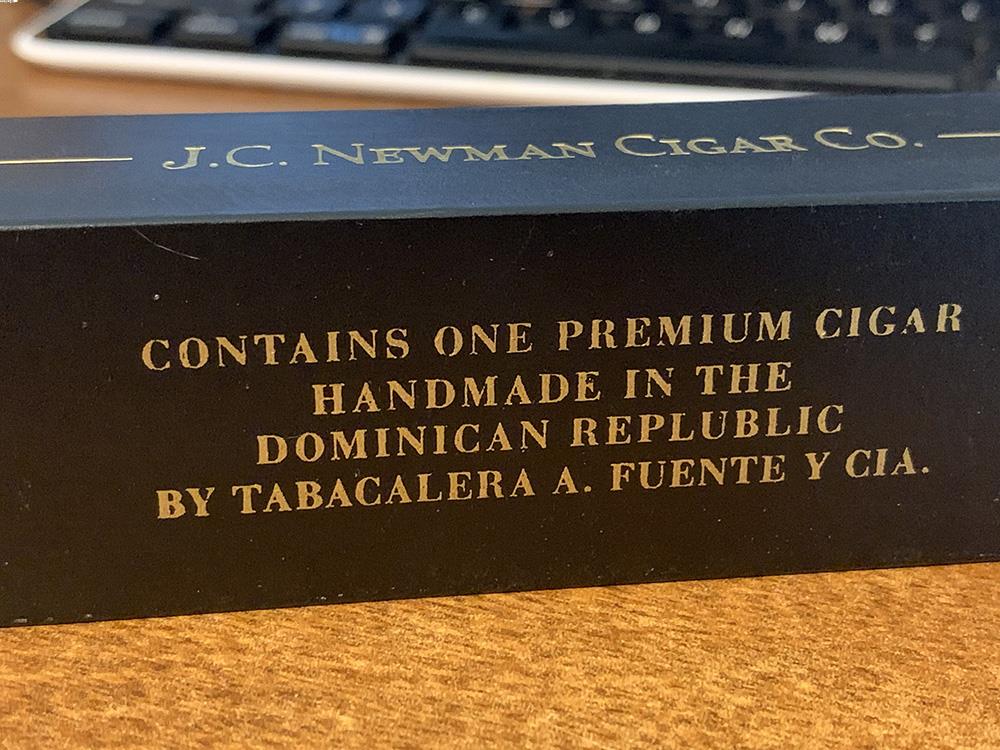 J.C. NEWMAN CIGAR CO.
CONTAINS ONE PREMIUM CIGAR
HANDMADE IN THE
DOMINICAN REPLUBLIC
BY TABACALERA A. FUENTE Y CIA.